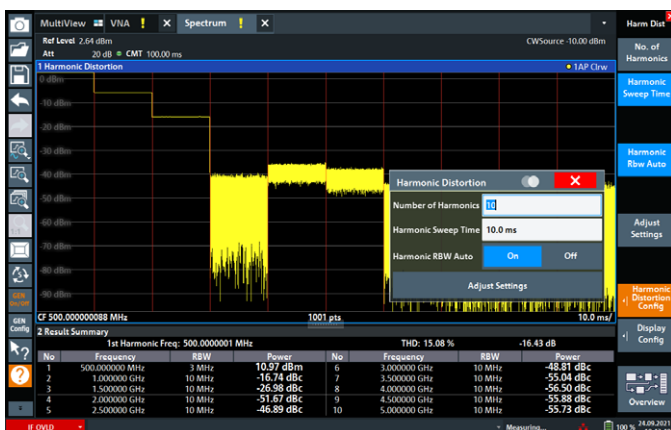 MultiView VNA ! X Spectrum ! X
Harm Dist
Ref Level 2.64 dBm CWSource -10.00 dBm
Att 20 dB CMT 100.00 ms
No. of Harmonics
1 Harmonic Distortion 1AP Clrw
0 dBm
Harmonic Sweep Time
-10 dBm
-20 dBm
-30 dBm
Harmonic Rbw Auto
-40 dBm
Harmonic Distortion
-50 dBm
Number of Harmonics 10
-60 dBm
Harmonic Sweep Time 10.0 ms
Adjust Settings
-70 dBm
Harmonic RBW Auto On Off
-80 dBm
Adjust Settings
-90 dBm
GEN On/Off
Harmonic Distortion Config
CF 500.000000088 MHz 1001 pts 10.0 ms/
GEN Config
2 Result Summary
Display Config
1st Harmonic Freq: 500.0000001 MHz THD: 15.08 % -16.43 dB
No Frequency RBW Power No Frequency RBW Power
1 500.000000 MHz 3 MHz 10.97 dBm 6 3.000000 GHz 10 MHz -48.81 dBc
2 1.000000 GHz 10 MHz -16.74 dBc 7 3.500000 GHz 10 MHz -55.04 dBc
3 1.500000 GHz 10 MHz -26.98 dBc 8 4.000000 GHz 10 MHz -56.50 dBc
4 2.000000 GHz 10 MHz -51.67 dBc 9 4.500000 GHz 10 MHz -55.88 dBc
5 2.500000 GHz 10 MHz -46.89 dBc 10 5.000000 GHz 10 MHz -55.73 dBc
Overview
IF OVLD Measuring... 100 % 24.09.2021